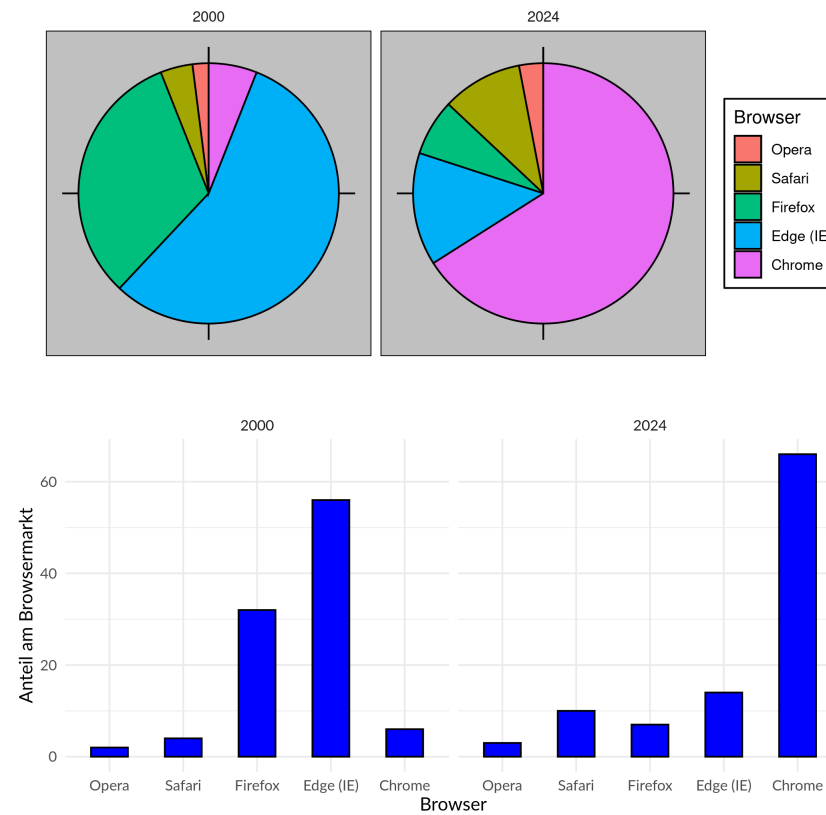 2000 2024
Browser
Opera
Safari
Firefox
Edge (IE
Chrome
2000 2024
Anteil am Browsermarkt
60
40
20
0
Opera Safari Firefox Edge (IE) Chrome Opera Safari Firefox Edge (IE) Chrome
Browser